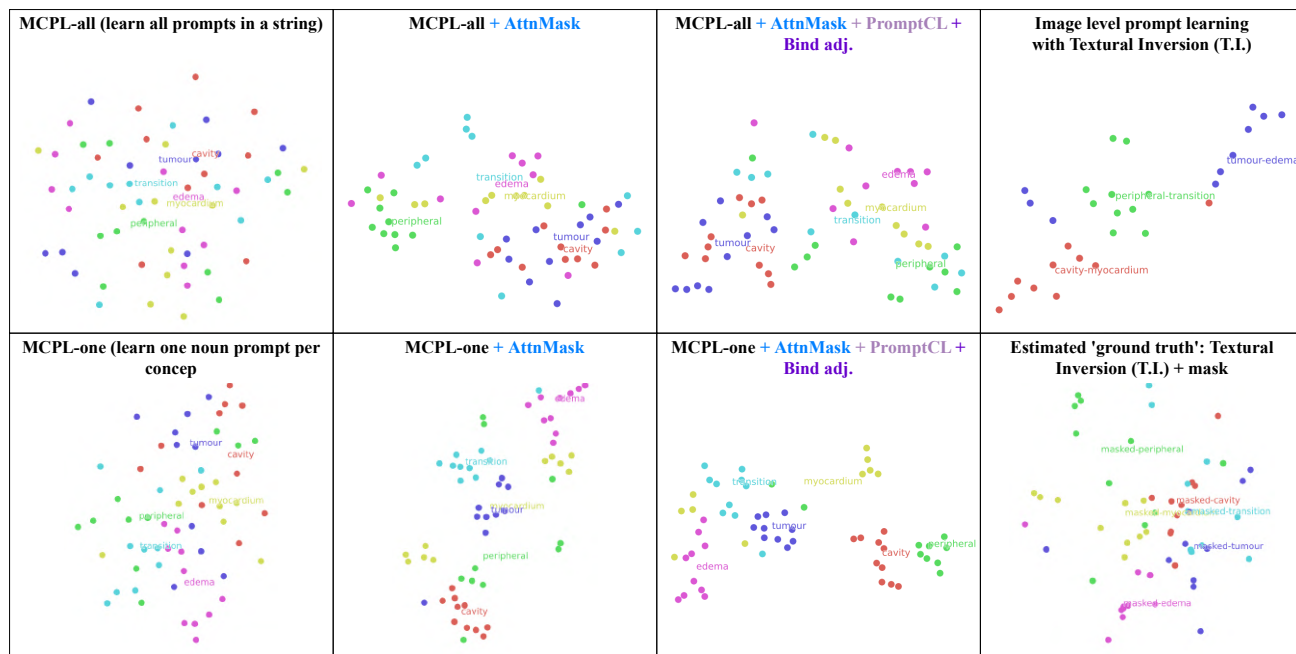 MCPL-all (learn all prompts in a string)
cavity
tumour
transition
edema
myocardium
peripheral
MCPL-all + AttnMask
transition
edema
myocardium
peripheral
tumour
cavity
MCPL-all + AttnMask + PromptCL +
Bind adj.
edema
myocardium
transition
tumour
cavity
peripheral
Image level prompt learning
with Textural Inversion (T.I.)
tumour-edema
peripheral-transition
cavity-myocardium
MCPL-one (learn one noun prompt per
concep
tumour
cavity
myocardium
peripheral
transition
edema
MCPL-one + AttnMask
edema
transition
myocardium
tumour
peripheral
cavity
MCPL-one + AttnMask + PromptCL +
Bind adj.
transition
myocardium
tumour
cavity
peripheral
edema
Estimated 'ground truth': Textural
Inversion (T.I.) + mask
masked-peripheral
masked-cavity
masked-myocardium
masked-transition
masked-tumour
masked-edema